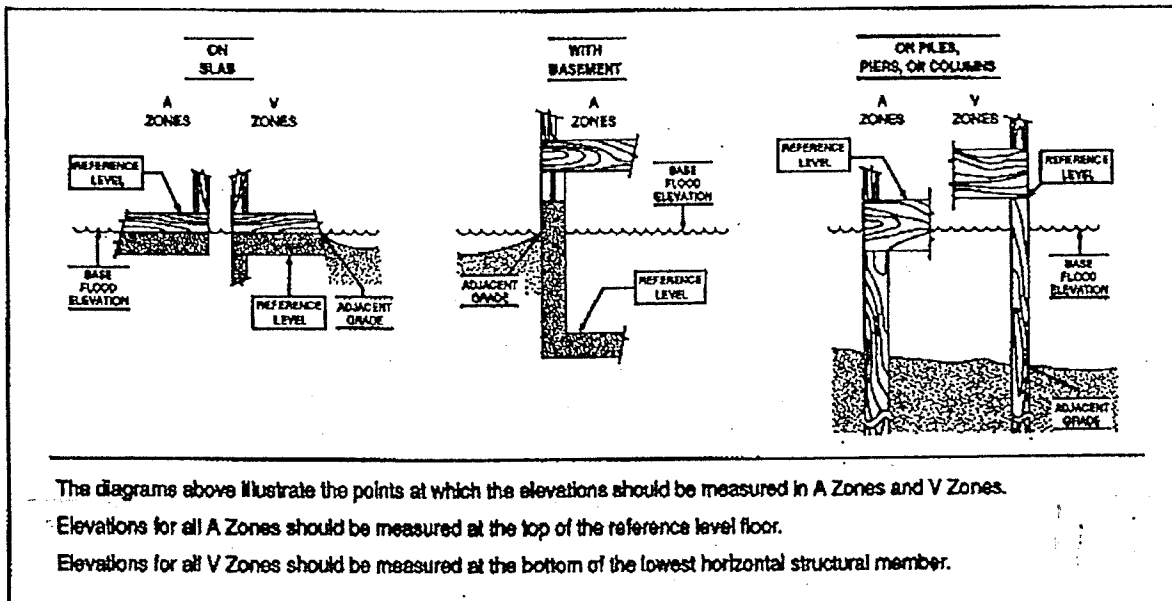 ON
SLAB
A
ZONES
V
ZONES
REFERENCE
LEVEL
BASE
FLOOD
ELEVATION
REFERENCE
LEVEL
ADJACENT
GRADE
WITH
BASEMENT
A
ZONES
BASE
FLOOD
ELEVATION
ADJACENT
GRADE
REFERENCE
LEVEL
ON PILES,
PIERS, OR COLUMNS
A
ZONES
V
ZONES
REFERENCE
LEVEL
REFERENCE
LEVEL
BASE
FLOOD
ELEVATION
ADJACENT
GRADE
The diagrams above illustrate the points at which the elevations should be measured in A Zones and V Zones.
Elevations for all A Zones should be measured at the top of the reference level floor.
Elevations for all V Zones should be measured at the bottom of the lowest horizontal structural member.